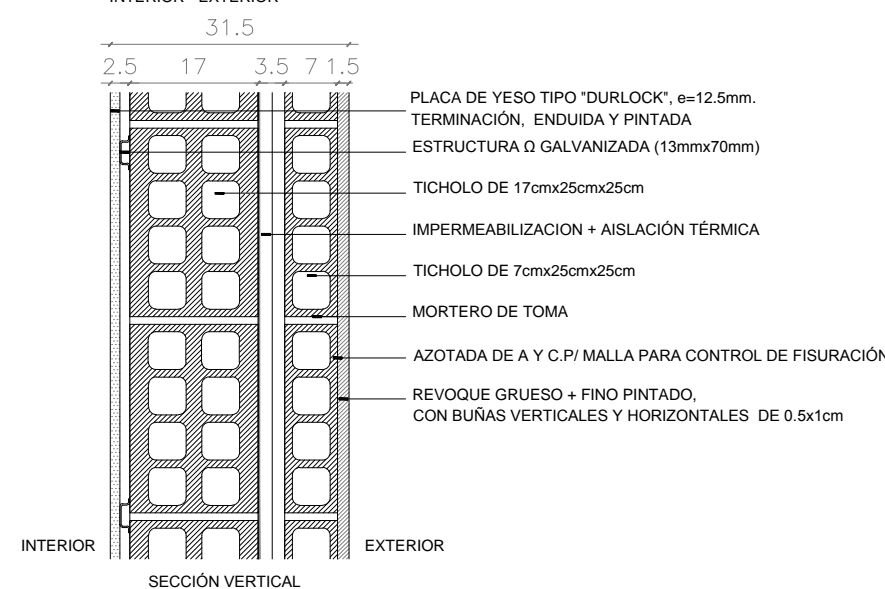 31.5
2.5 17 3.5 7 1.5
PLACA DE YESO TIPO "DURLOCK", e=12.5mm.
TERMINACIÓN, ENDUIDA Y PINTADA
ESTRUCTURA Ω GALVANIZADA (13mmx70mm)
TICHOLO DE 17cmx25cmx25cm
IMPERMEABILIZACION + AISLACIÓN TÉRMICA
TICHOLO DE 7cmx25cmx25cm
MORTERO DE TOMA
AZOTADA DE A Y C.P/ MALLA PARA CONTROL DE FISURACIÓN
REVOQUE GRUESO + FINO PINTADO,
CON BUÑAS VERTICALES Y HORIZONTALES DE 0.5x1cm
INTERIOR
EXTERIOR
SECCIÓN VERTICAL